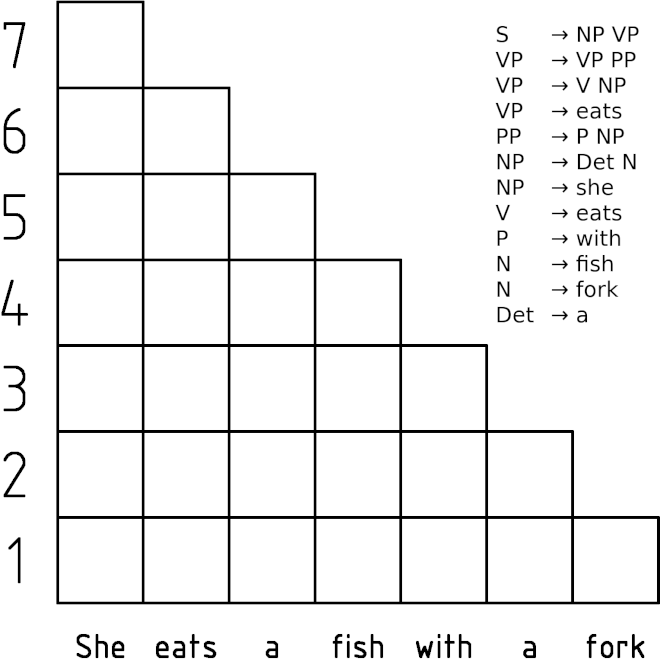 7
6
5
4
3
2
1
S → NP VP
VP → VP PP
VP → V NP
VP → eats
PP → P NP
NP → Det N
NP → she
V → eats
P → with
N → fish
N → fork
Det → a
She eats a fish with a fork